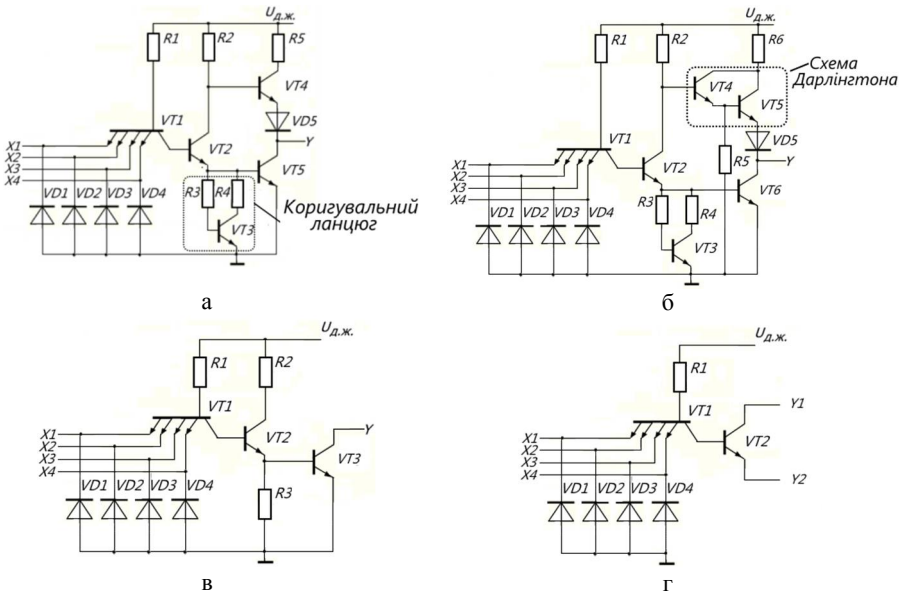 Uд.ж.
R1
R2
R5
VT4
VD5
Y
VT1
VT2
VT5
X1
X2
X3
X4
VD1
VD2
VD3
VD4
R3
R4
VT3
Коригувальний
ланцюг
а
Uд.ж.
R1
R2
R6
Схема
Дарлінгтона
VT4
VT5
VT1
VD5
Y
X1
X2
X3
X4
VT2
R5
VD1
VD2
VD3
VD4
R3
R4
VT6
VT3
б
Uд.ж.
R1
R2
VT1
X1
X2
X3
X4
VT2
Y
VT3
VD1
VD2
VD3
VD4
R3
в
Uд.ж.
R1
VT1
Y1
X1
X2
X3
X4
VT2
Y2
VD1
VD2
VD3
VD4
г